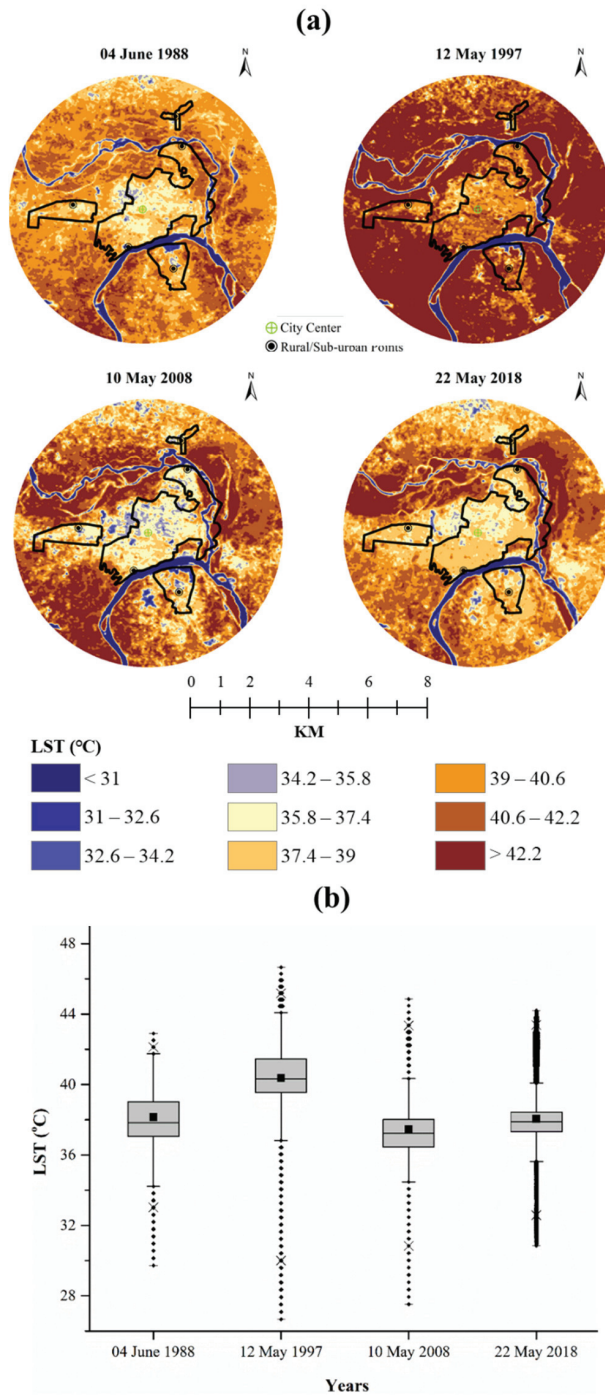 (a)
04 June 1988
12 May 1997
N
N
City Center
Rural/Sub-urban Points
10 May 2008
22 May 2018
N
N
0 1 2 4 6 8
KM
LST (°C)
< 31
34.2 – 35.8
39 – 40.6
31 – 32.6
35.8 – 37.4
40.6 – 42.2
32.6 – 34.2
37.4 – 39
> 42.2
(b)
48
44
40
36
32
28
LST (°C)
04 June 1988
12 May 1997
10 May 2008
22 May 2018
Years